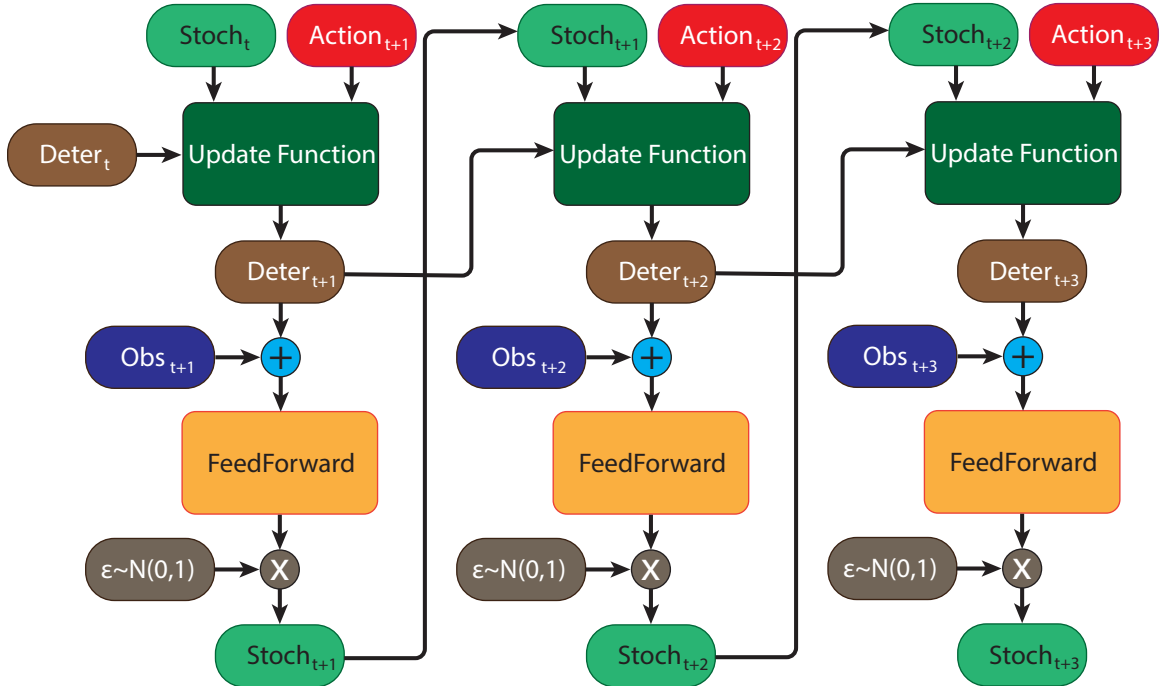 Stoch t
Action t+1
Stoch t+1
Action t+2
Stoch t+2
Action t+3
Deter t
Update Function
Update Function
Update Function
Deter t+1
Deter t+2
Deter t+3
Obs t+1
+
Obs t+2
+
Obs t+3
+
FeedForward
FeedForward
FeedForward
ε~N(0,1)
X
ε~N(0,1)
X
ε~N(0,1)
X
Stoch t+1
Stoch t+2
Stoch t+3